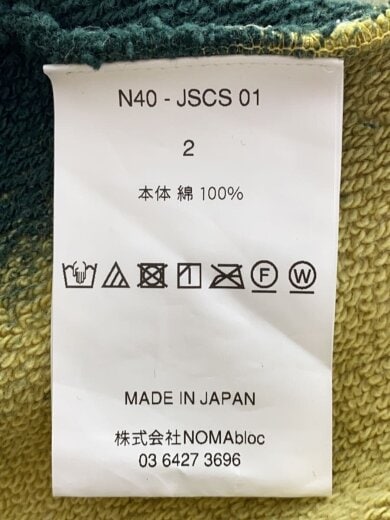 N40 - JSCS 01
2
本体 綿 100%
F W
MADE IN JAPAN
株式会社NOMAbloc
03 6427 3696